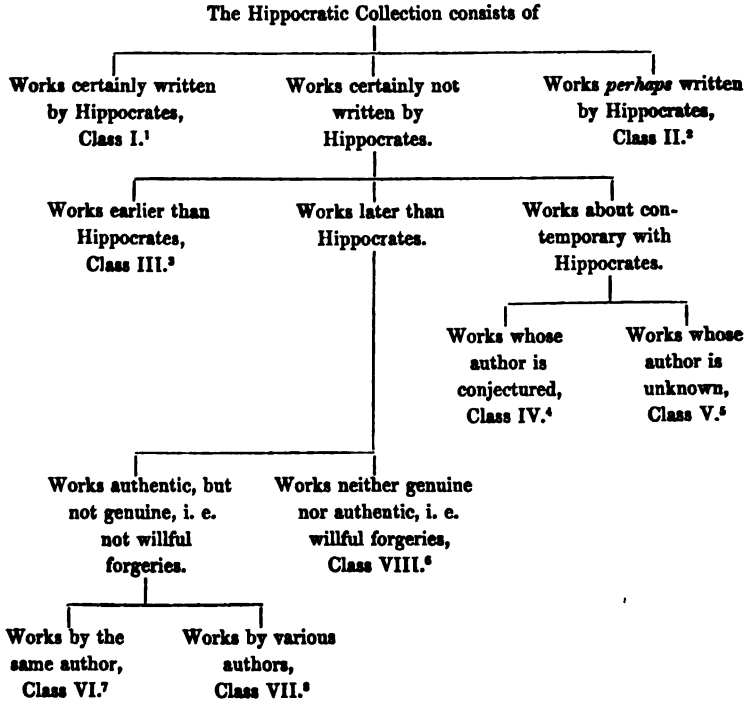 The Hippocratic Collection consists of
Works certainly written
by Hippocrates,
Class I.¹
Works certainly not
written by
Hippocrates.
Works perhaps written
by Hippocrates,
Class II.²
Works earlier than
Hippocrates,
Class III.³
Works later than
Hippocrates.
Works about con-
temporary with
Hippocrates.
Works whose
author is
conjectured,
Class IV.⁴
Works whose
author is
unknown,
Class V.⁵
Works authentic, but
not genuine, i. e.
not willful
forgeries.
Works neither genuine
nor authentic, i. e.
willful forgeries,
Class VIII.⁶
Works by the
same author,
Class VI.⁷
Works by various
authors,
Class VII.⁸